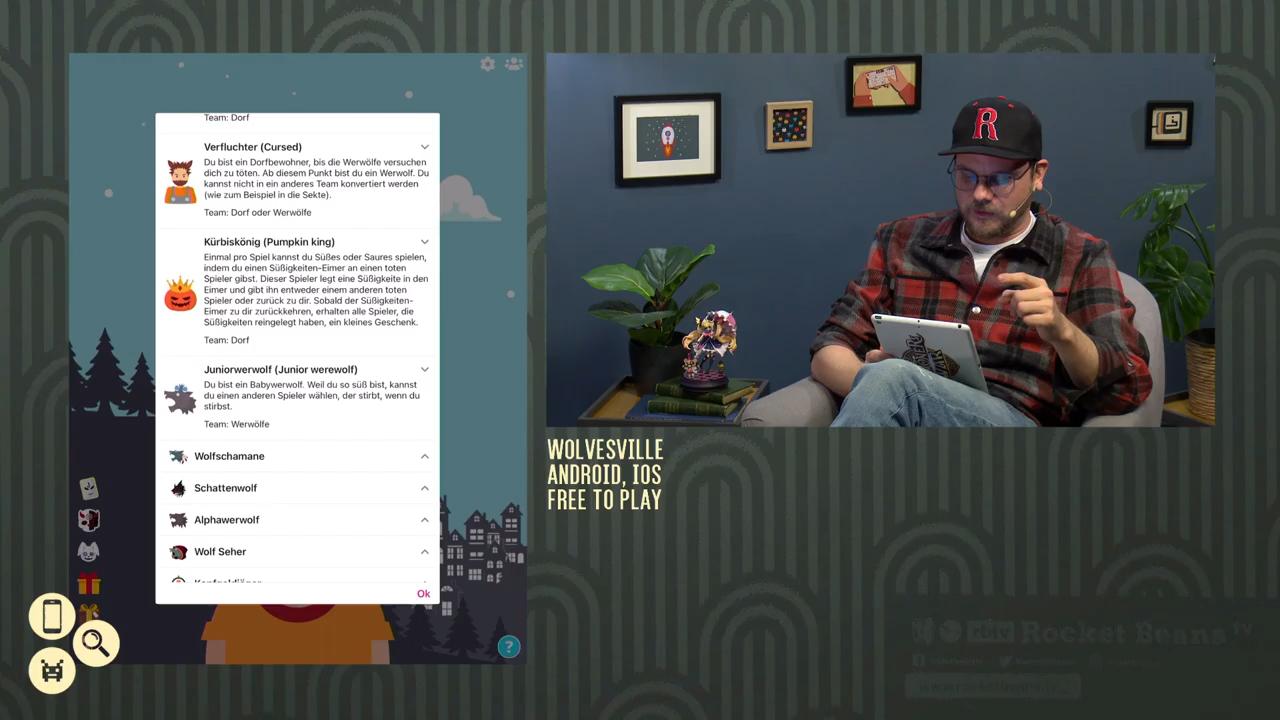 Team: Dorf
Verfluchter (Cursed)
Du bist ein Dorfbewohner, bis die Werwölfe versuchen
dich zu töten. Ab diesem Punkt bist du ein Werwolf. Du
kannst nicht in ein anderes Team konvertiert werden
(wie zum Beispiel in die Sekte).
Team: Dorf oder Werwölfe
Kürbiskönig (Pumpkin king)
Einmal pro Spiel kannst du Süßes oder Saures spielen,
indem du einen Süßigkeiten-Eimer an einen toten
Spieler gibst. Dieser Spieler legt eine Süßigkeite in den
Eimer und gibt ihn entweder einem anderen toten
Spieler oder zurück zu dir. Sobald der Süßigkeiten-
Eimer zu dir zurückkehren, erhalten alle Spieler, die
Süßigkeiten reingelegt haben, ein kleines Geschenk.
Team: Dorf
Juniorwerwolf (Junior werewolf)
Du bist ein Babywerwolf. Weil du so süß bist, kannst
du einen anderen Spieler wählen, der stirbt, wenn du
stirbst.
Team: Werwölfe
Wolfschamane
Schattenwolf
Alphawerwolf
Wolf Seher
Ok
?
R
WOLVESVILLE
ANDROID, IOS
FREE TO PLAY
rbtv Rocket Beans TV